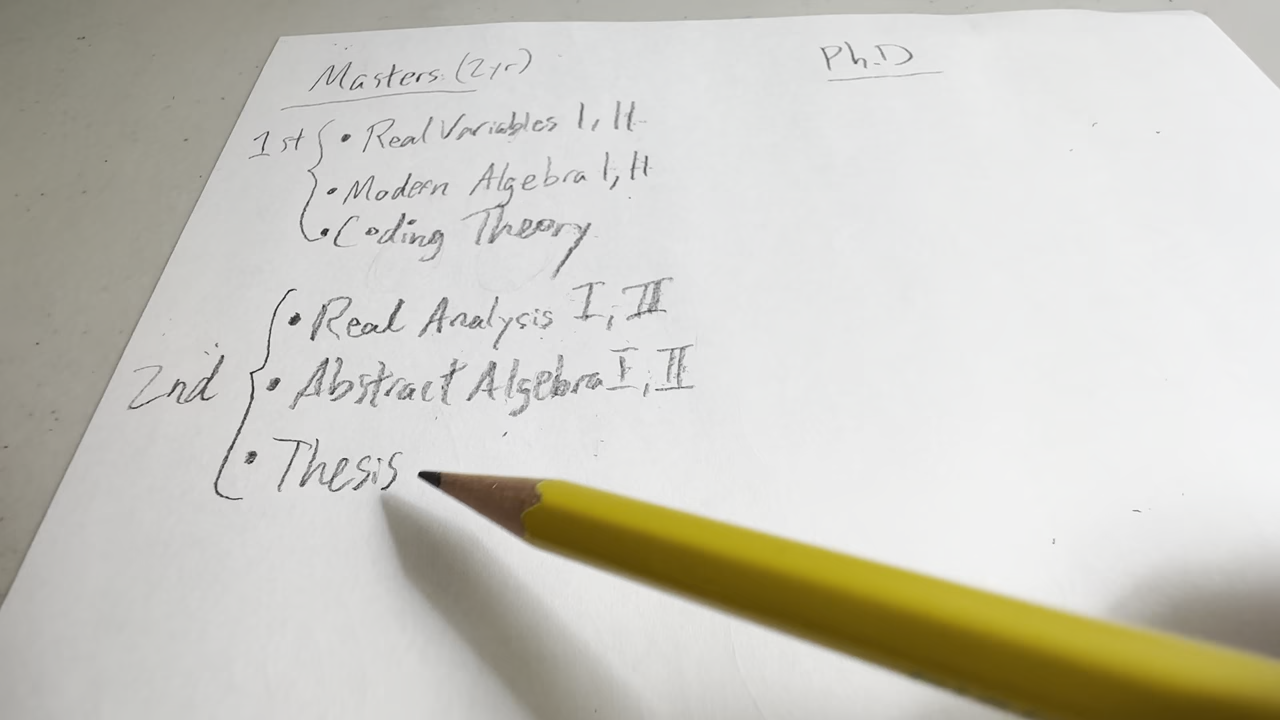 Masters (2yr)
Ph.D
1st
• Real Variables I, II
• Modern Algebra I, II
• Coding Theory
2nd
• Real Analysis I, II
• Abstract Algebra I, II
• Thesis